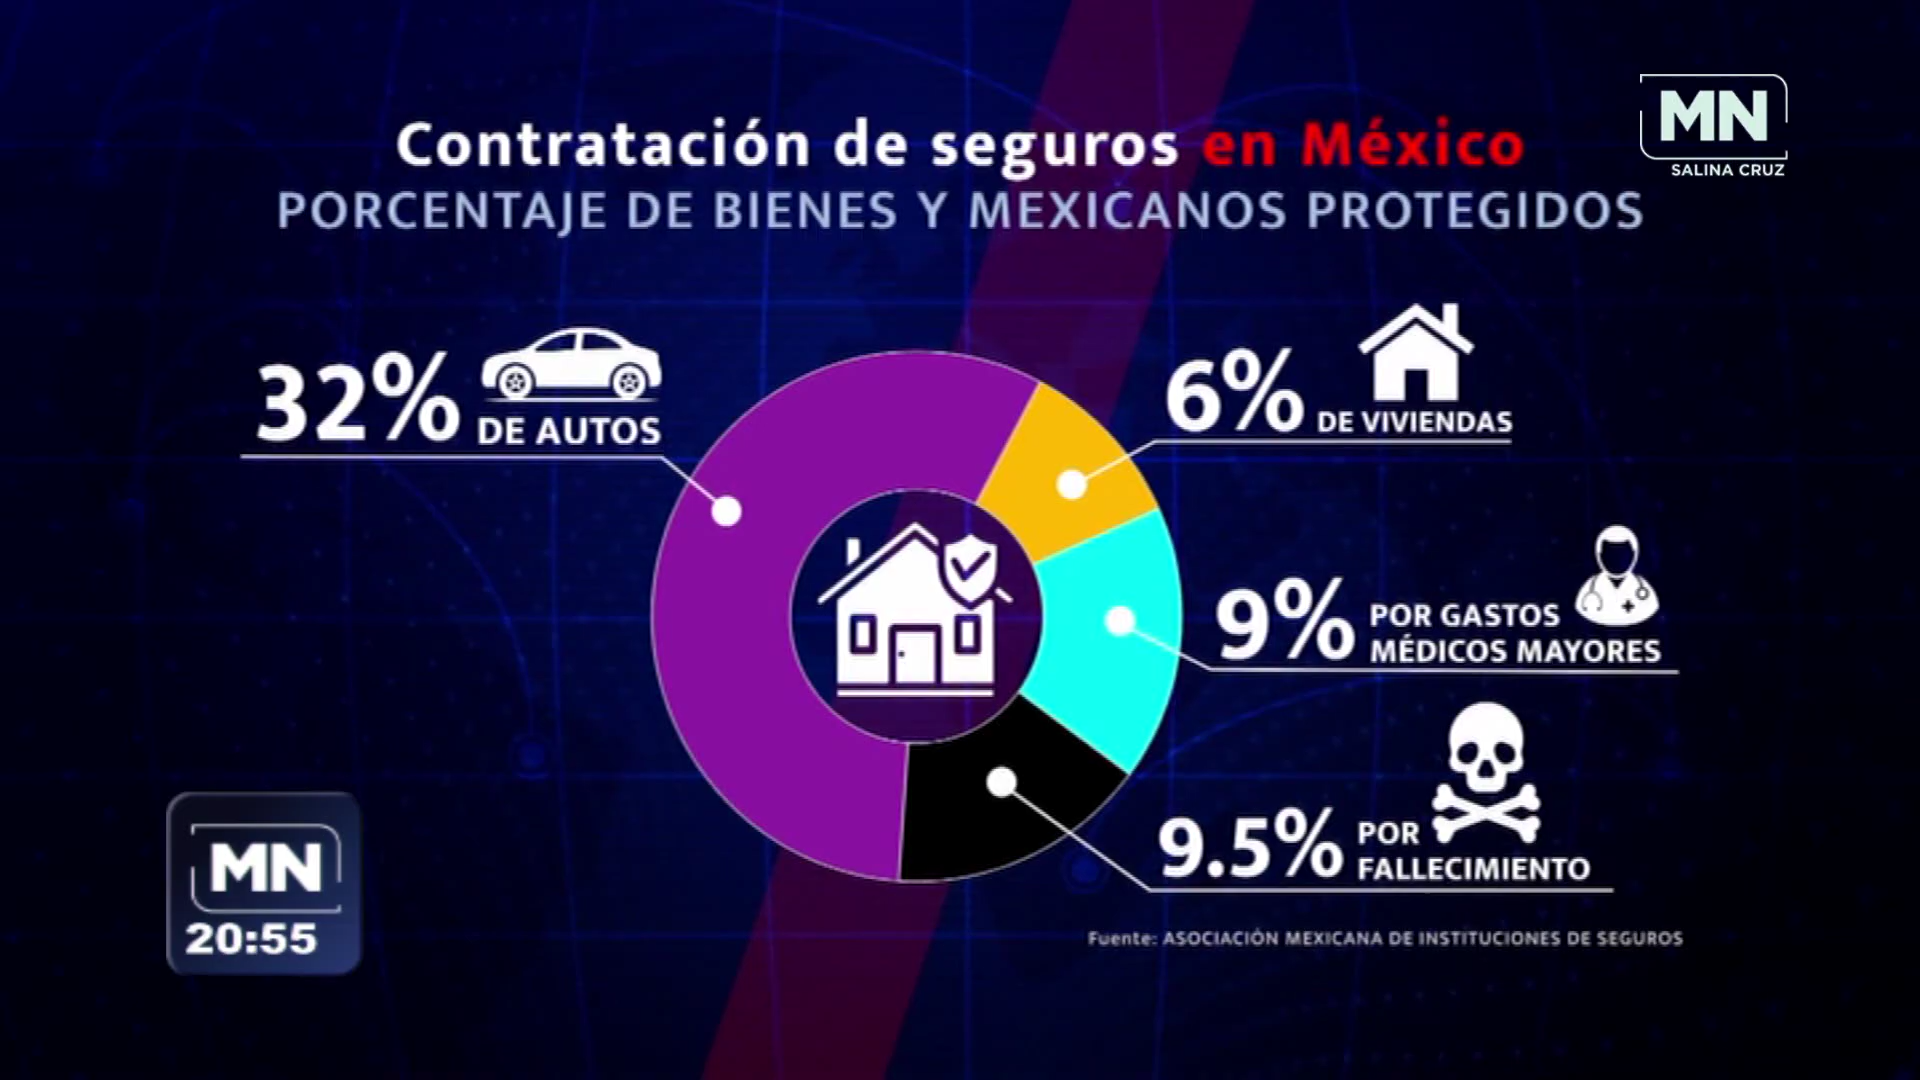 MN
SALINA CRUZ
Contratación de seguros en México
PORCENTAJE DE BIENES Y MEXICANOS PROTEGIDOS
32%
DE AUTOS
6%
DE VIVIENDAS
9%
POR GASTOS
MÉDICOS MAYORES
9.5%
POR
FALLECIMIENTO
Fuente: ASOCIACIÓN MEXICANA DE INSTITUCIONES DE SEGUROS
MN
20:55